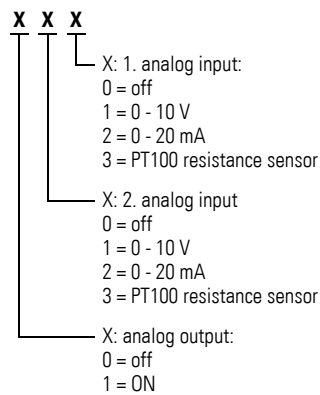 X X X
X: 1. analog input:
0 = off
1 = 0 - 10 V
2 = 0 - 20 mA
3 = PT100 resistance sensor
X: 2. analog input
0 = off
1 = 0 - 10 V
2 = 0 - 20 mA
3 = PT100 resistance sensor
X: analog output:
0 = off
1 = ON